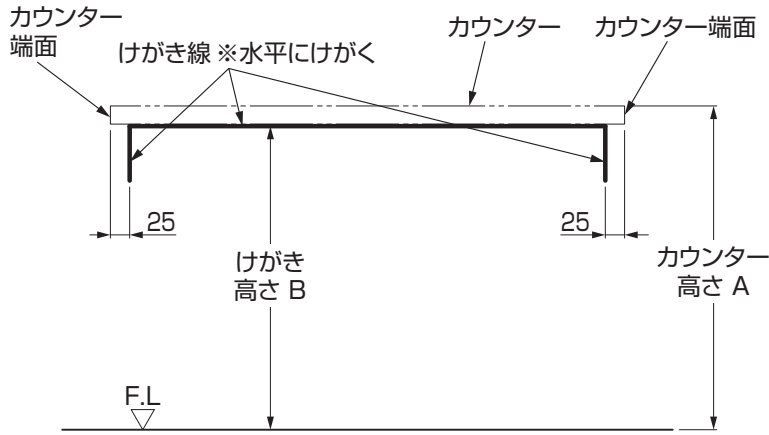 カウンター
端面
けがき線 ※水平にけがく
カウンター
カウンター端面
25
25
けがき
高さ B
カウンター
高さ A
F.L